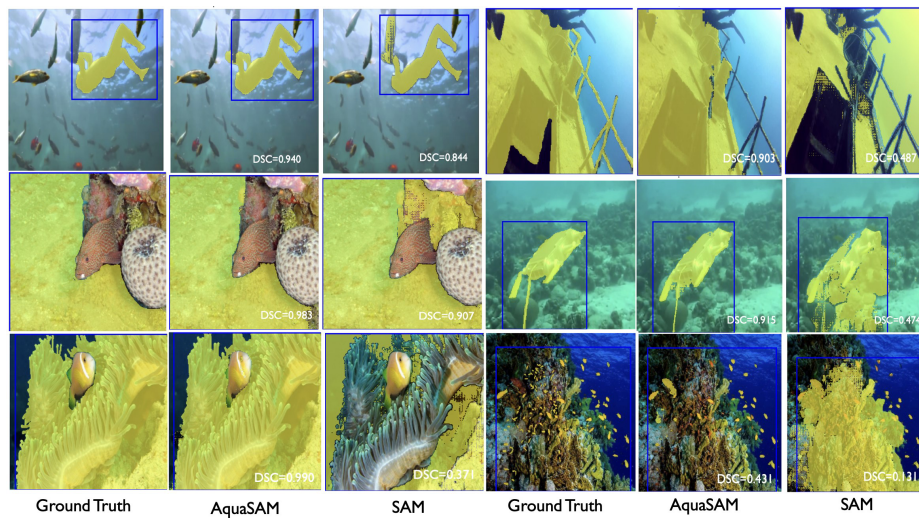 DSC=0.940
DSC=0.844
DSC=0.903
DSC=0.487
DSC=0.983
DSC=0.907
DSC=0.915
DSC=0.474
DSC=0.990
DSC=0.371
DSC=0.431
DSC=0.131
Ground Truth
AquaSAM
SAM
Ground Truth
AquaSAM
SAM